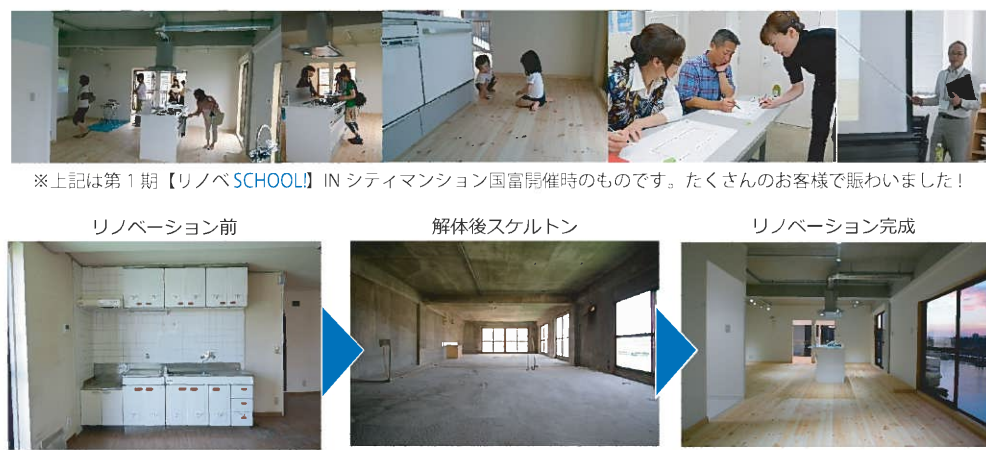 ※上記は第1期【リノベSCHOOL!】INシティマンション国富開催時のものです。たくさんのお客様で賑わいました!
リノベーション前
解体後スケルトン
リノベーション完成